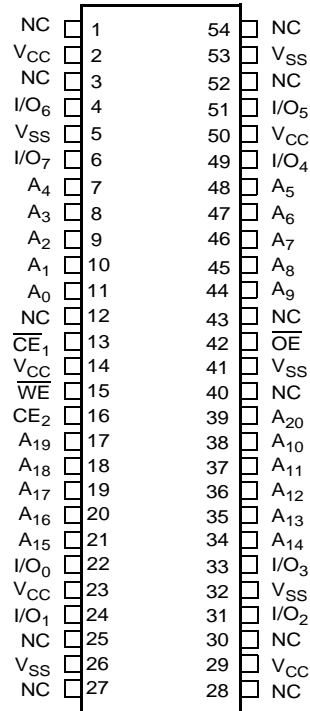 NC 1 54 NC
VCC 2 53 VSS
NC 3 52 NC
I/O6 4 51 I/O5
VSS 5 50 VCC
I/O7 6 49 I/O4
A4 7 48 A5
A3 8 47 A6
A2 9 46 A7
A1 10 45 A8
A0 11 44 A9
NC 12 43 NC
C̅E̅1 13 42 O̅E̅
VCC 14 41 VSS
W̅E̅ 15 40 NC
CE2 16 39 A20
A19 17 38 A10
A18 18 37 A11
A17 19 36 A12
A16 20 35 A13
A15 21 34 A14
I/O0 22 33 I/O3
VCC 23 32 VSS
I/O1 24 31 I/O2
NC 25 30 NC
VSS 26 29 VCC
NC 27 28 NC